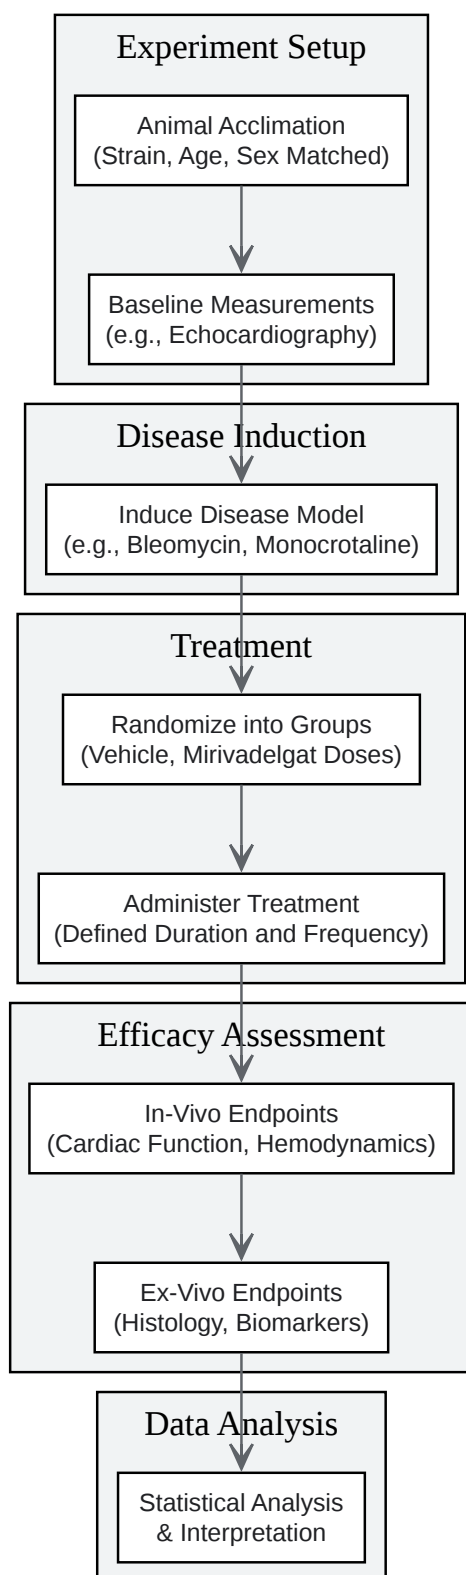 Experiment Setup
Animal Acclimation
(Strain, Age, Sex Matched)
Baseline Measurements
(e.g., Echocardiography)
Disease Induction
Induce Disease Model
(e.g., Bleomycin, Monocrotaline)
Treatment
Randomize into Groups
(Vehicle, Mirivadelgat Doses)
Administer Treatment
(Defined Duration and Frequency)
Efficacy Assessment
In-Vivo Endpoints
(Cardiac Function, Hemodynamics)
Ex-Vivo Endpoints
(Histology, Biomarkers)
Data Analysis
Statistical Analysis
& Interpretation